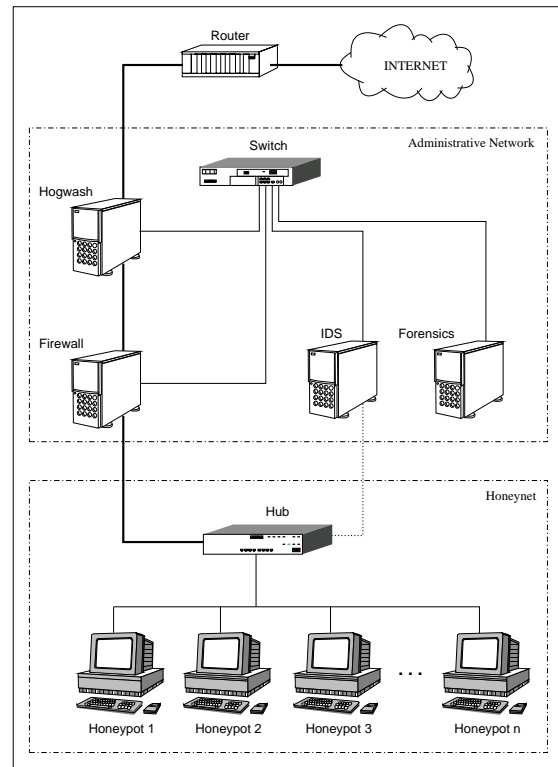 Router
INTERNET
Switch
Administrative Network
Hogwash
Firewall
IDS
Forensics
Honeynet
Hub
. . .
Honeypot 1
Honeypot 2
Honeypot 3
Honeypot n